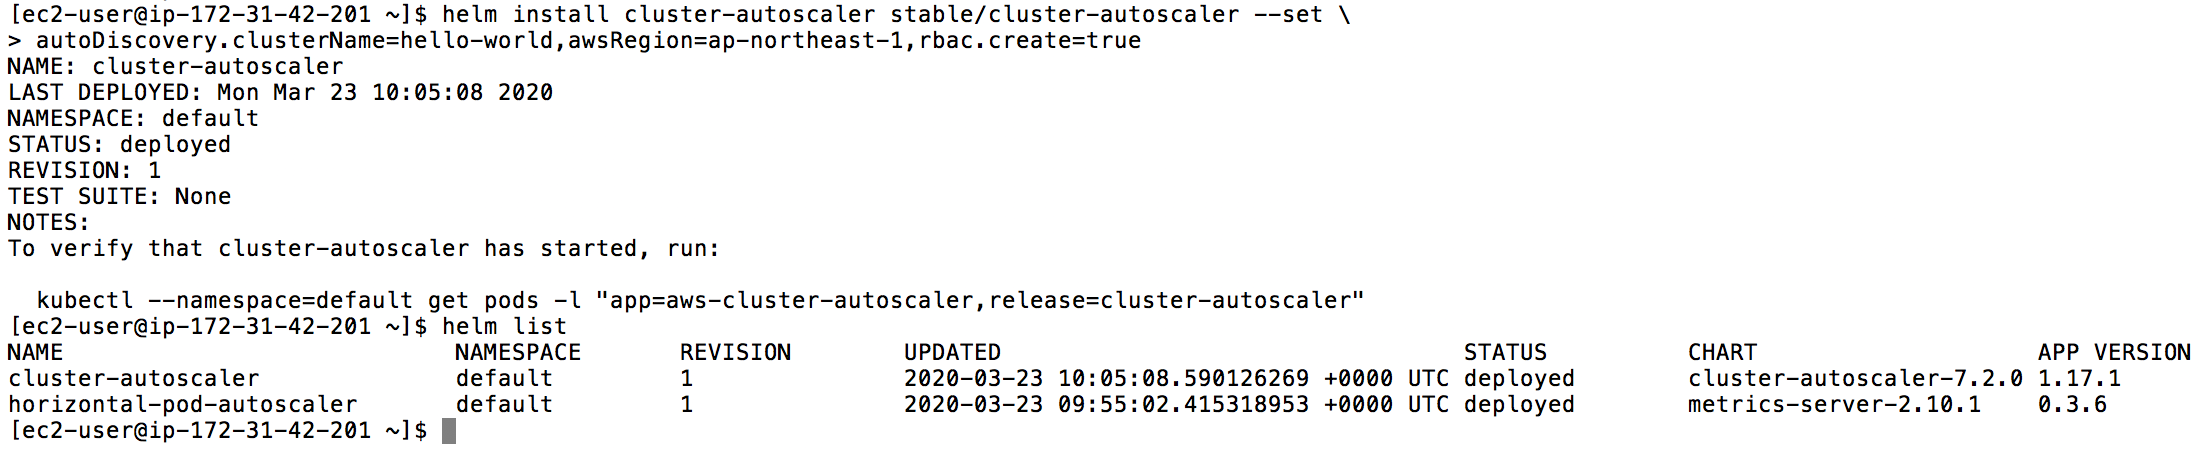 [ec2-user@ip-172-31-42-201 ~]$ helm install cluster-autoscaler stable/cluster-autoscaler --set \
> autoDiscovery.clusterName=hello-world,awsRegion=ap-northeast-1,rbac.create=true
NAME: cluster-autoscaler
LAST DEPLOYED: Mon Mar 23 10:05:08 2020
NAMESPACE: default
STATUS: deployed
REVISION: 1
TEST SUITE: None
NOTES:
To verify that cluster-autoscaler has started, run:
  kubectl --namespace=default get pods -l "app=aws-cluster-autoscaler,release=cluster-autoscaler"
[ec2-user@ip-172-31-42-201 ~]$ helm list
NAME NAMESPACE REVISION UPDATED STATUS CHART APP VERSION
cluster-autoscaler default 1 2020-03-23 10:05:08.590126269 +0000 UTC deployed cluster-autoscaler-7.2.0 1.17.1
horizontal-pod-autoscaler default 1 2020-03-23 09:55:02.415318953 +0000 UTC deployed metrics-server-2.10.1 0.3.6
[ec2-user@ip-172-31-42-201 ~]$